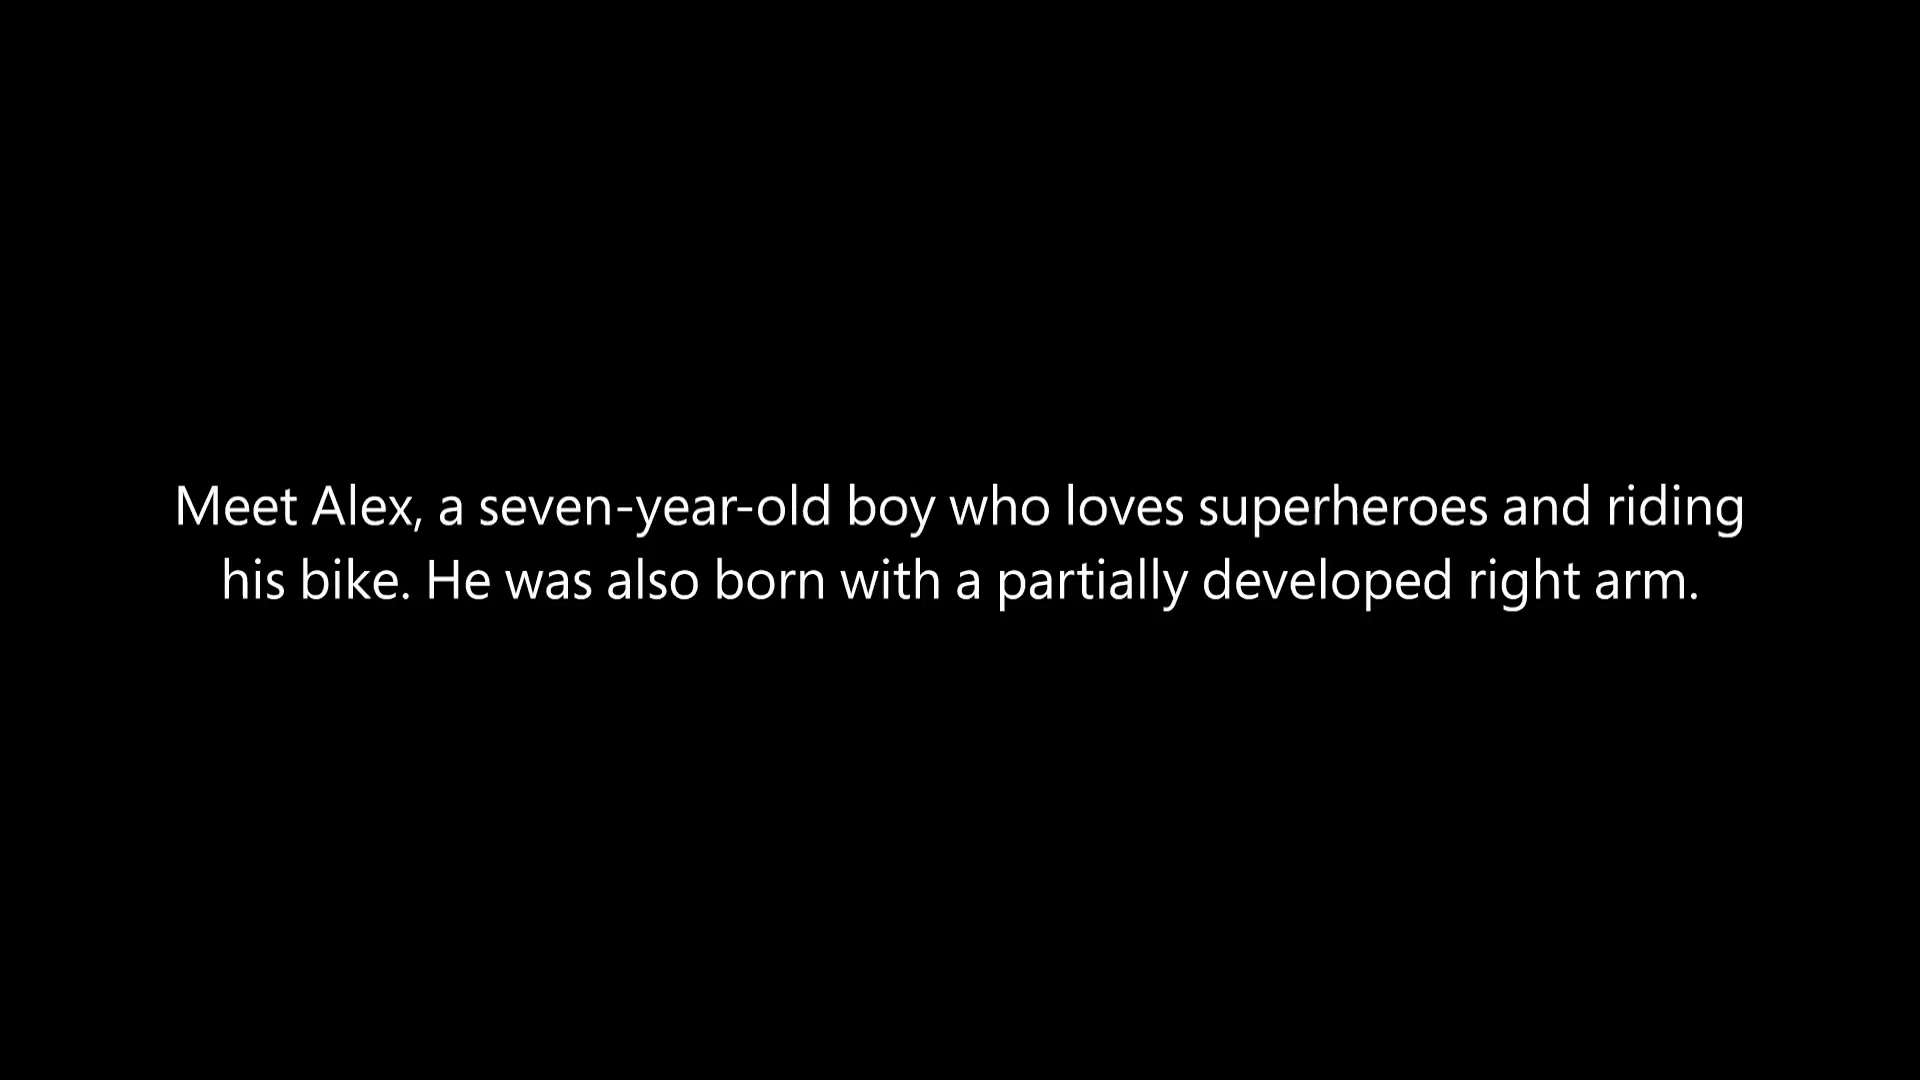 Meet Alex, a seven-year-old boy who loves superheroes and riding
his bike. He was also born with a partially developed right arm.